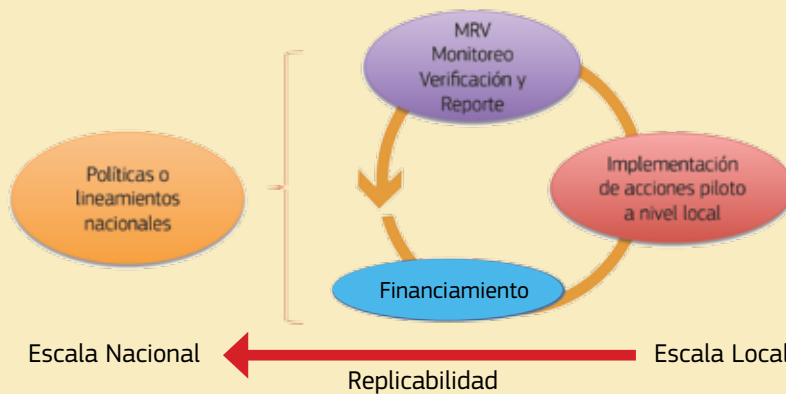 MRV
Monitoreo
Verificación y
Reporte
Políticas o
lineamientos
nacionales
Implementación
de acciones piloto
a nivel local
Financiamiento
Escala Nacional
Escala Local
Replicabilidad